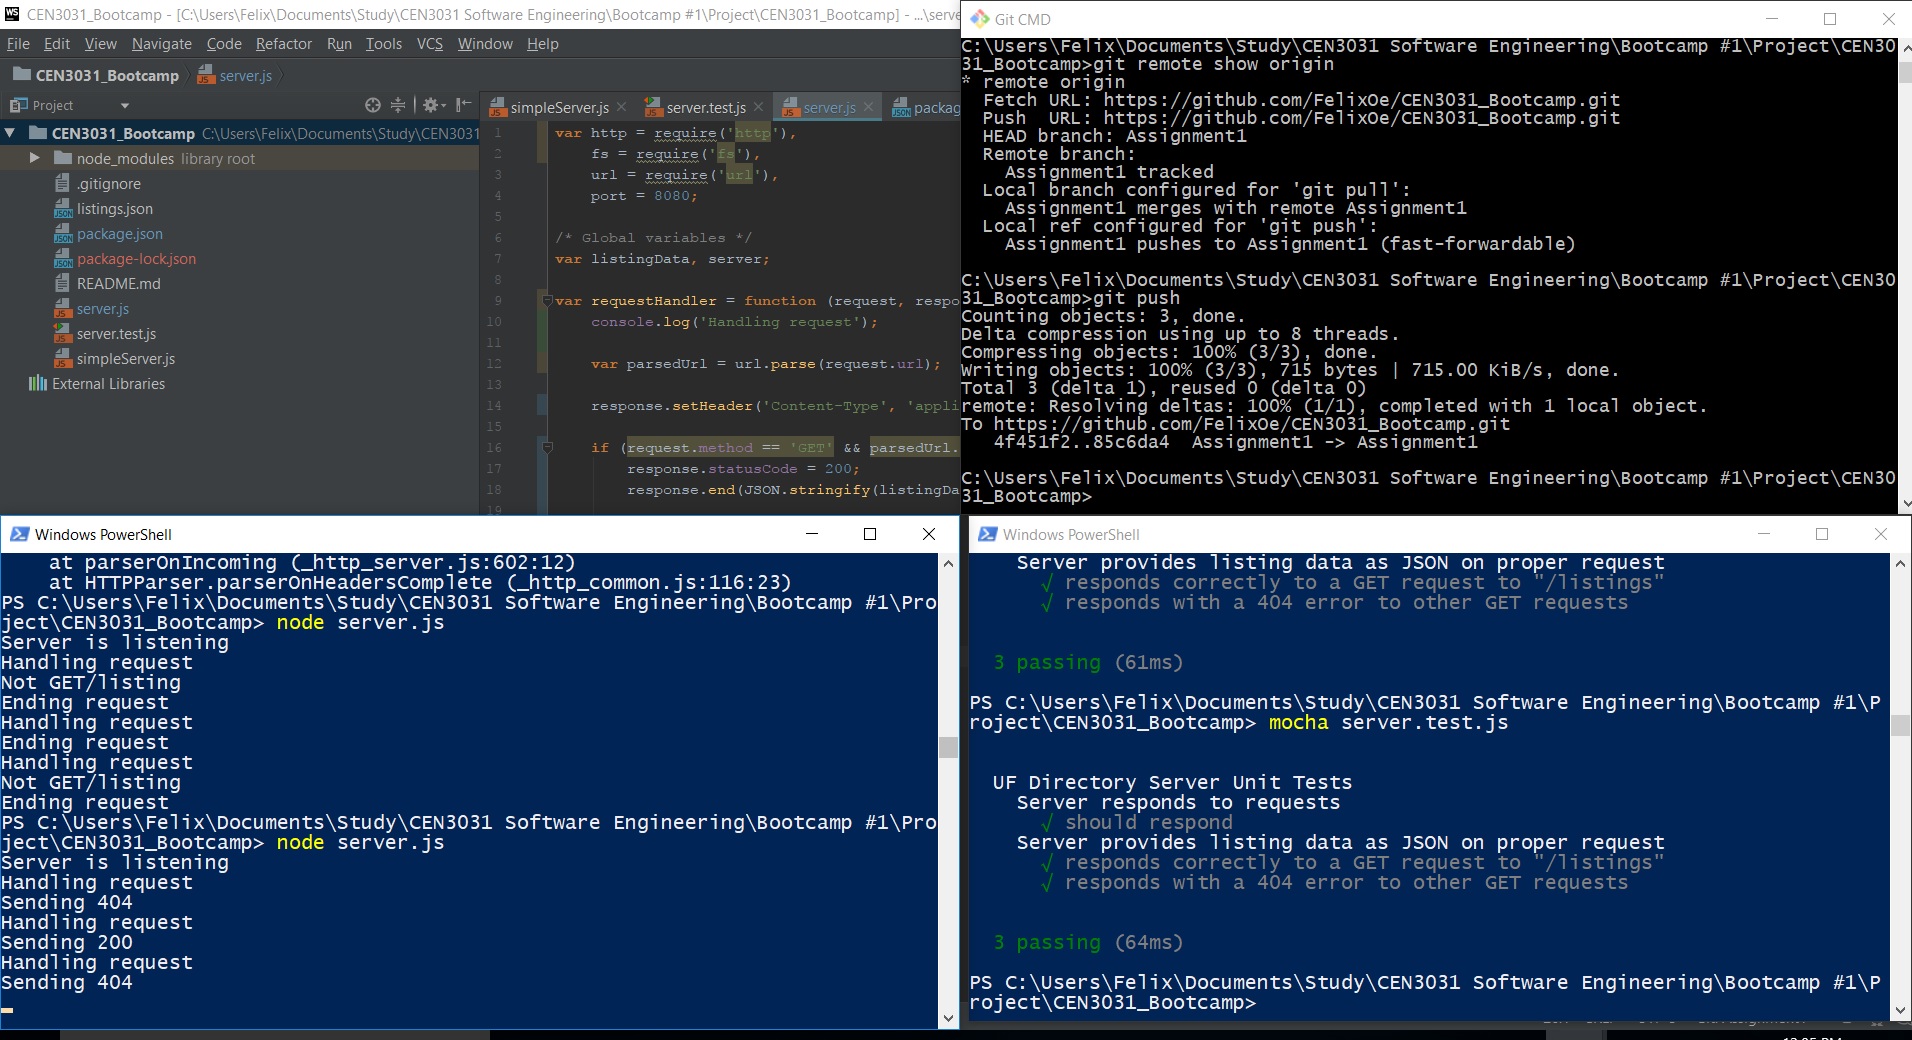 CEN3031_Bootcamp - [C:\Users\Felix\Documents\Study\CEN3031 Software Engineering\Bootcamp #1\Project\CEN3031_Bootcamp] - ...\serve
File Edit View Navigate Code Refactor Run Tools VCS Window Help
CEN3031_Bootcamp server.js
Project
CEN3031_Bootcamp C:\Users\Felix\Documents\Study\CEN3031
node_modules library root
.gitignore
listings.json
package.json
package-lock.json
README.md
server.js
server.test.js
simpleServer.js
External Libraries
simpleServer.js server.test.js server.js packag
1 var http = require('http'),
2 fs = require('fs'),
3 url = require('url'),
4 port = 8080;
5
6 /* Global variables */
7 var listingData, server;
8
9 var requestHandler = function (request, respo
10 console.log('Handling request');
11
12 var parsedUrl = url.parse(request.url);
13
14 response.setHeader('Content-Type', 'appli
15
16 if (request.method == 'GET' && parsedUrl.
17 response.statusCode = 200;
18 response.end(JSON.stringify(listingDa
19
Git CMD
C:\Users\Felix\Documents\Study\CEN3031 Software Engineering\Bootcamp #1\Project\CEN30
31_Bootcamp>git remote show origin
* remote origin
Fetch URL: https://github.com/FelixOe/CEN3031_Bootcamp.git
Push  URL: https://github.com/FelixOe/CEN3031_Bootcamp.git
HEAD branch: Assignment1
Remote branch:
Assignment1 tracked
Local branch configured for 'git pull':
Assignment1 merges with remote Assignment1
Local ref configured for 'git push':
Assignment1 pushes to Assignment1 (fast-forwardable)
C:\Users\Felix\Documents\Study\CEN3031 Software Engineering\Bootcamp #1\Project\CEN30
31_Bootcamp>git push
Counting objects: 3, done.
Delta compression using up to 8 threads.
Compressing objects: 100% (3/3), done.
Writing objects: 100% (3/3), 715 bytes | 715.00 KiB/s, done.
Total 3 (delta 1), reused 0 (delta 0)
remote: Resolving deltas: 100% (1/1), completed with 1 local object.
To https://github.com/FelixOe/CEN3031_Bootcamp.git
4f451f2..85c6da4  Assignment1 -> Assignment1
C:\Users\Felix\Documents\Study\CEN3031 Software Engineering\Bootcamp #1\Project\CEN30
31_Bootcamp>
Windows PowerShell
at parserOnIncoming (_http_server.js:602:12)
at HTTPParser.parserOnHeadersComplete (_http_common.js:116:23)
PS C:\Users\Felix\Documents\Study\CEN3031 Software Engineering\Bootcamp #1\Pro
ject\CEN3031_Bootcamp> node server.js
Server is listening
Handling request
Not GET/listing
Ending request
Handling request
Ending request
Handling request
Not GET/listing
Ending request
PS C:\Users\Felix\Documents\Study\CEN3031 Software Engineering\Bootcamp #1\Pro
ject\CEN3031_Bootcamp> node server.js
Server is listening
Handling request
Sending 404
Handling request
Sending 200
Handling request
Sending 404
Windows PowerShell
Server provides listing data as JSON on proper request
√ responds correctly to a GET request to "/listings"
√ responds with a 404 error to other GET requests
3 passing (61ms)
PS C:\Users\Felix\Documents\Study\CEN3031 Software Engineering\Bootcamp #1\P
roject\CEN3031_Bootcamp> mocha server.test.js
UF Directory Server Unit Tests
Server responds to requests
√ should respond
Server provides listing data as JSON on proper request
√ responds correctly to a GET request to "/listings"
√ responds with a 404 error to other GET requests
3 passing (64ms)
PS C:\Users\Felix\Documents\Study\CEN3031 Software Engineering\Bootcamp #1\P
roject\CEN3031_Bootcamp>